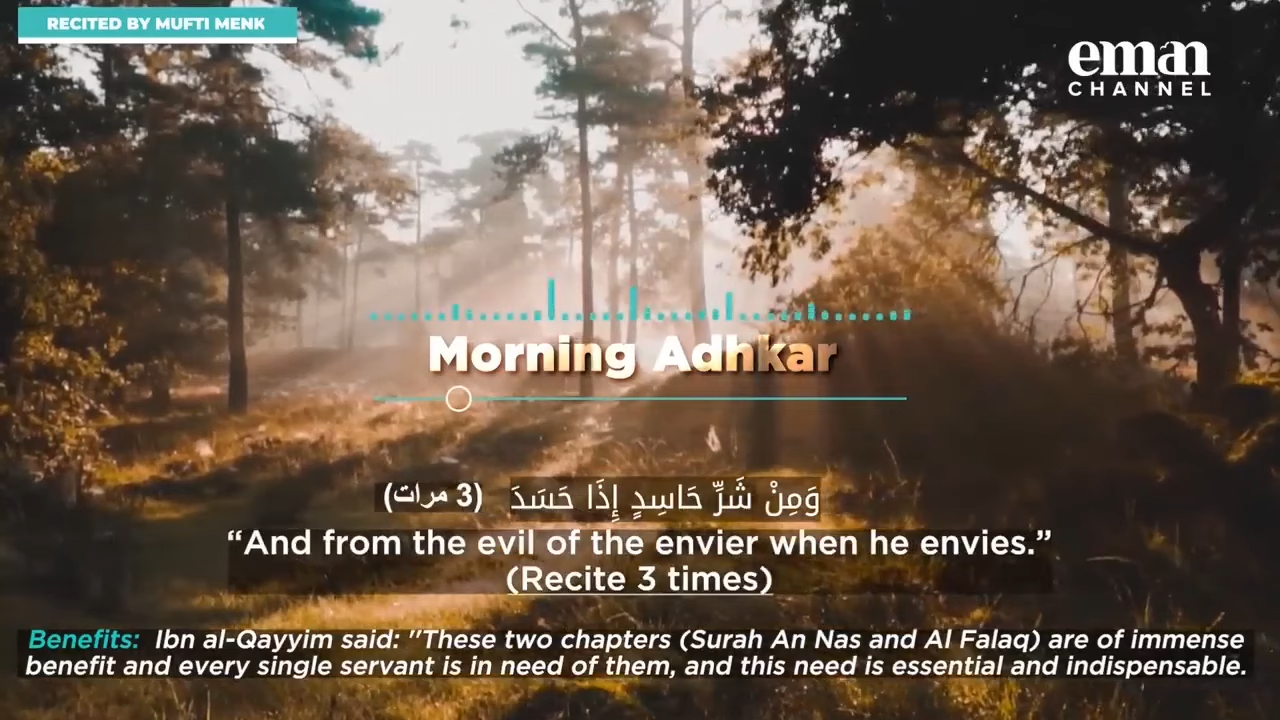 RECITED BY MUFTI MENK
eman
CHANNEL
Morning Adhkar
وَمِنْ شَرِّ حَاسِدٍ إِذَا حَسَدَ (3 مرات)
“And from the evil of the envier when he envies.”
(Recite 3 times)
Benefits: Ibn al-Qayyim said: "These two chapters (Surah An Nas and Al Falaq) are of immense
benefit and every single servant is in need of them, and this need is essential and indispensable.